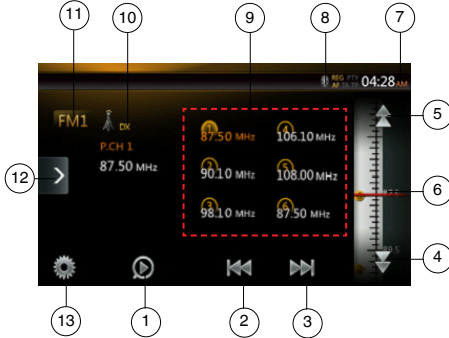 11
10
9
8
7
REG PTY
AF TA TP
04:28 AM
FM1
DX
P.CH 1
87.50 MHz
1
87.50 MHz
4
106.10 MHz
2
90.10 MHz
5
108.00 MHz
3
98.10 MHz
6
87.50 MHz
5
6
4
12
13
1
2
3